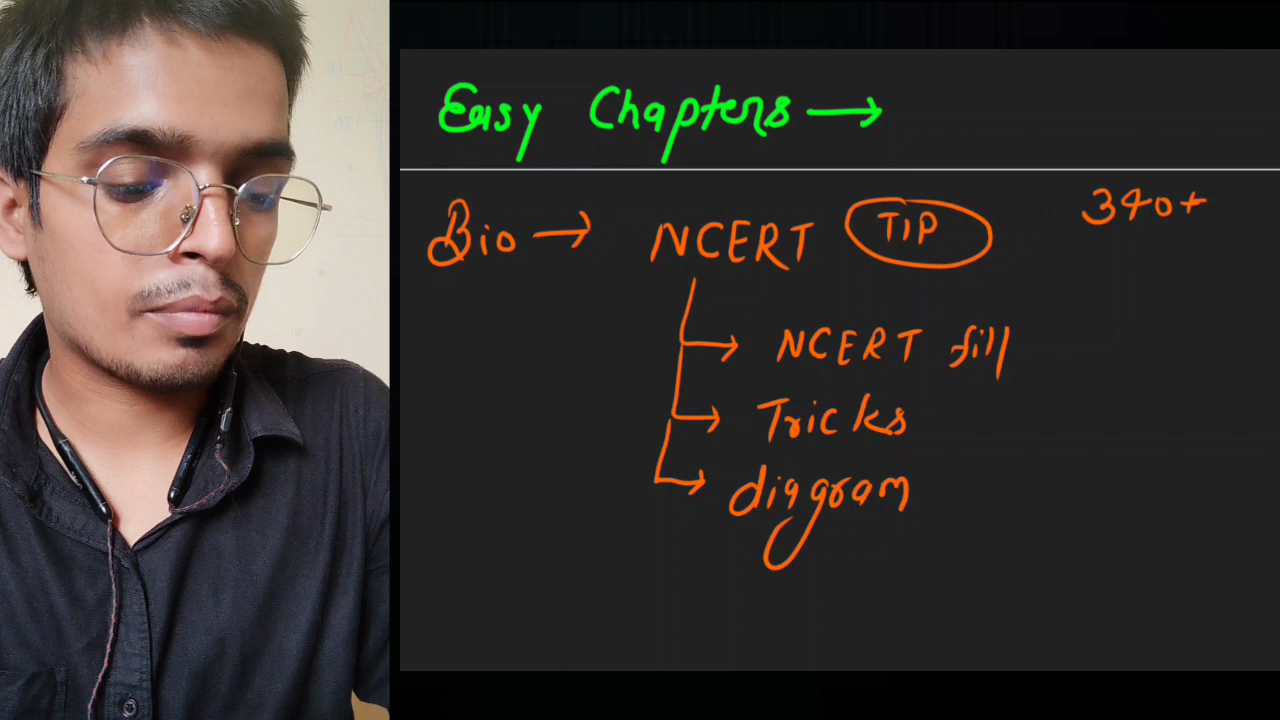 Easy Chapters →
Bio → NCERT TIP 340+
→ NCERT fill
→ Tricks
→ diagram